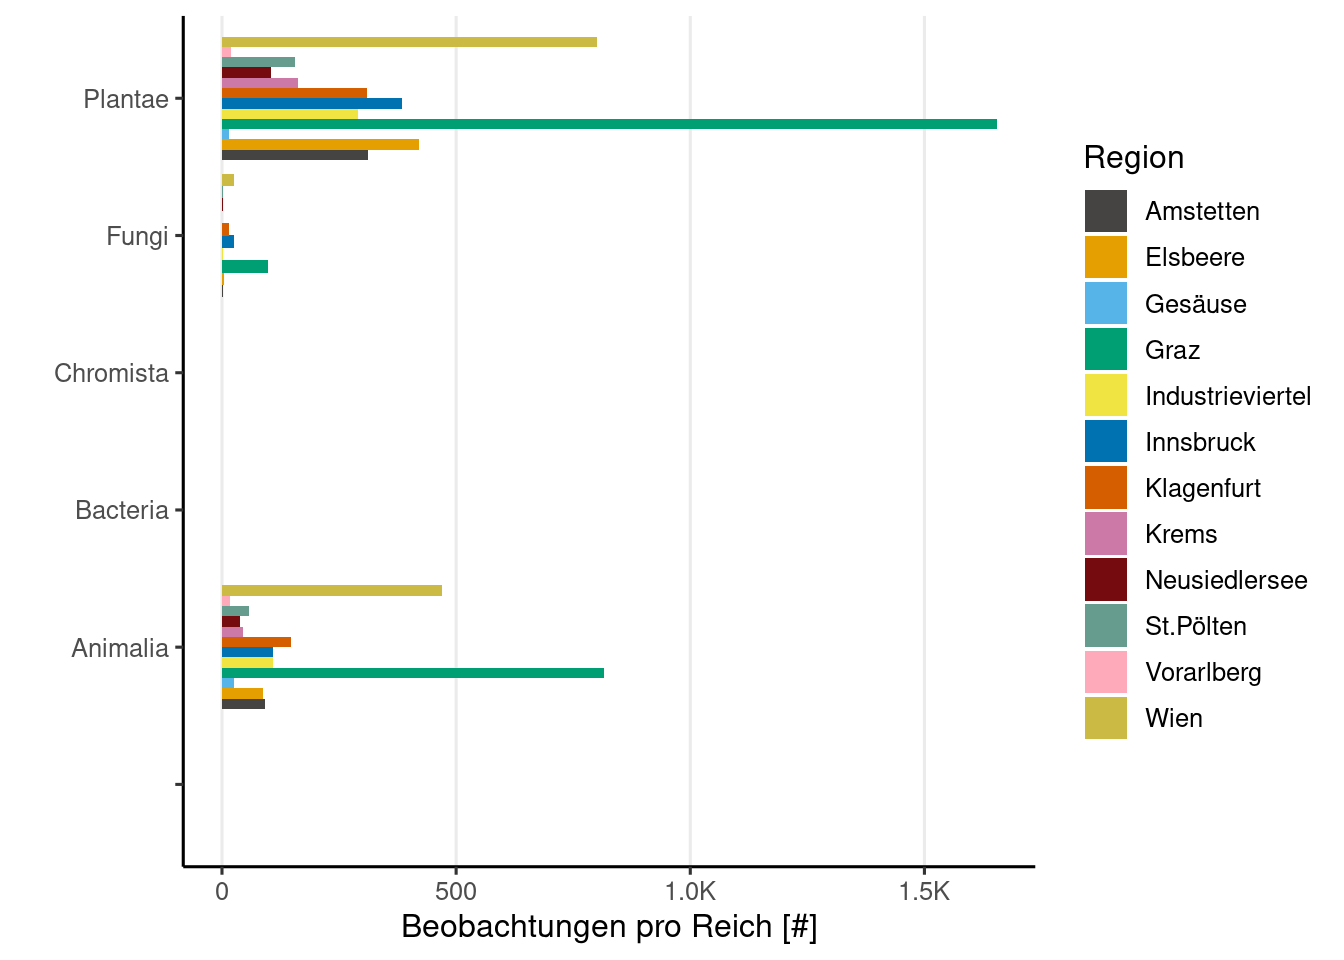 Plantae
Fungi
Chromista
Bacteria
Animalia
0 500 1.0K 1.5K
Beobachtungen pro Reich [#]
Region
Amstetten
Elsbeere
Gesäuse
Graz
Industrieviertel
Innsbruck
Klagenfurt
Krems
Neusiedlersee
St.Pölten
Vorarlberg
Wien